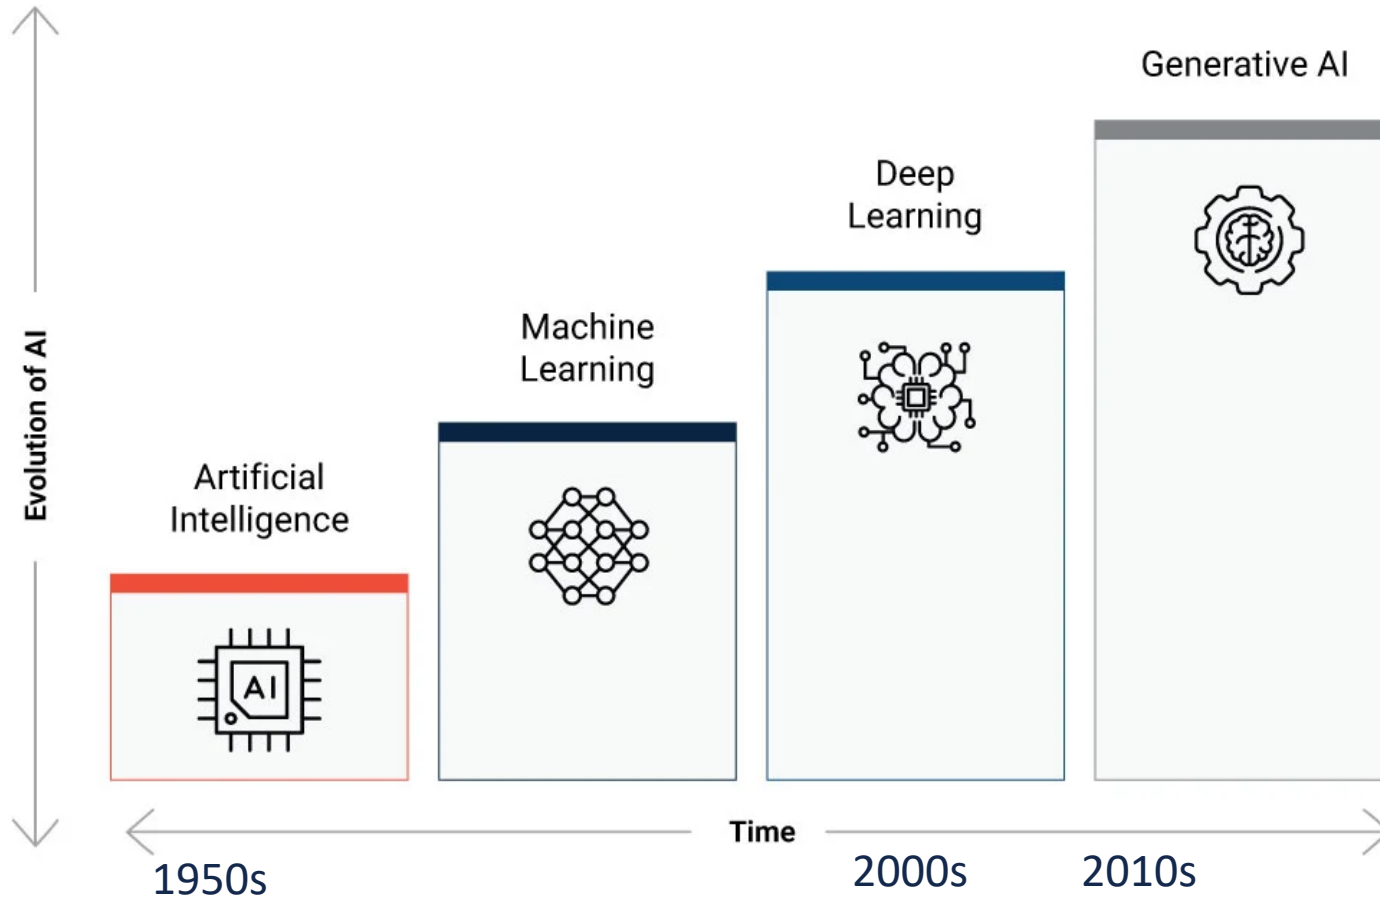 Generative AI
Deep
Learning
Machine
Learning
Artificial
Intelligence
AI
Evolution of AI
Time
1950s
2000s
2010s